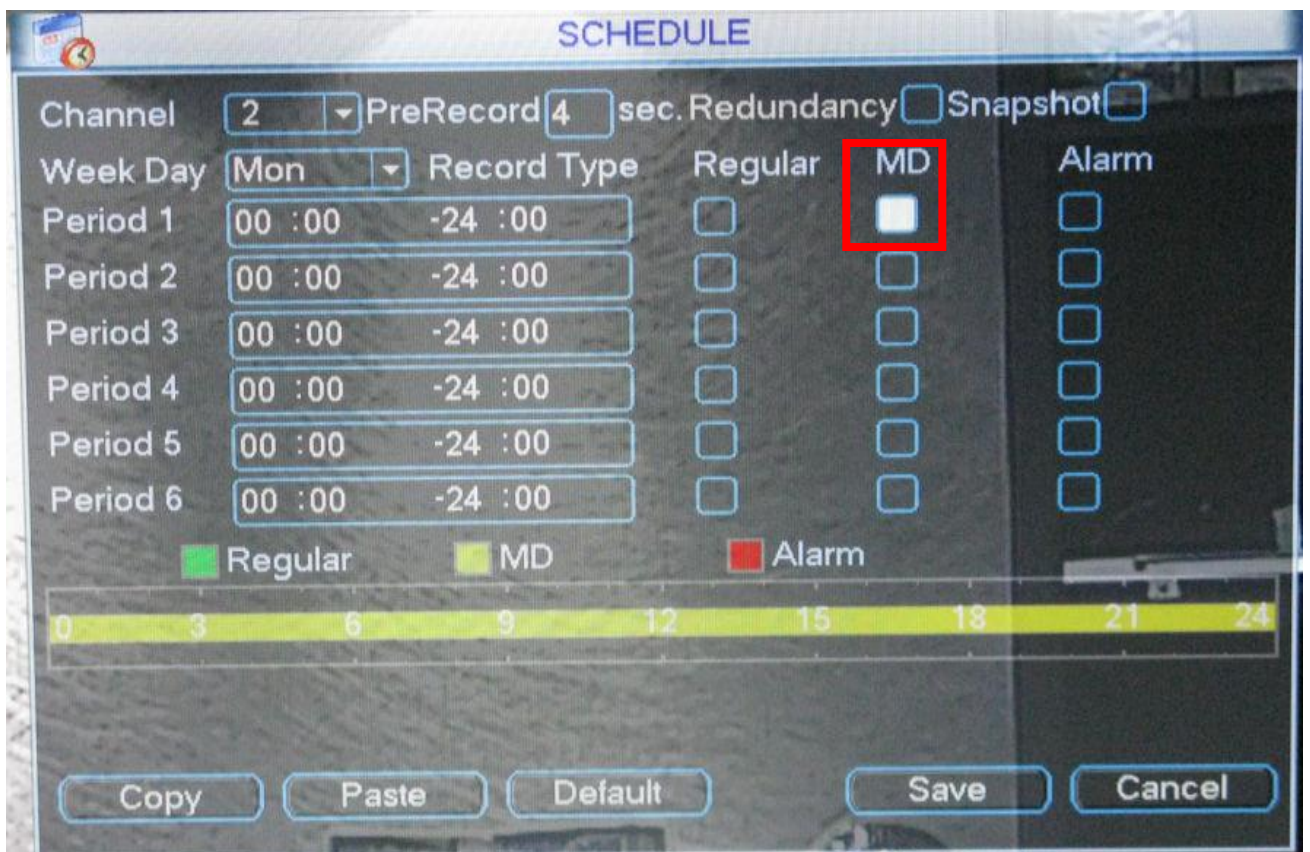 SCHEDULE
Channel 2 PreRecord 4 sec. Redundancy Snapshot
Week Day Mon Record Type Regular MD Alarm
Period 1 00 :00 -24 :00
Period 2 00 :00 -24 :00
Period 3 00 :00 -24 :00
Period 4 00 :00 -24 :00
Period 5 00 :00 -24 :00
Period 6 00 :00 -24 :00
Regular MD Alarm
0 3 6 9 12 15 18 21 24
Copy Paste Default Save Cancel